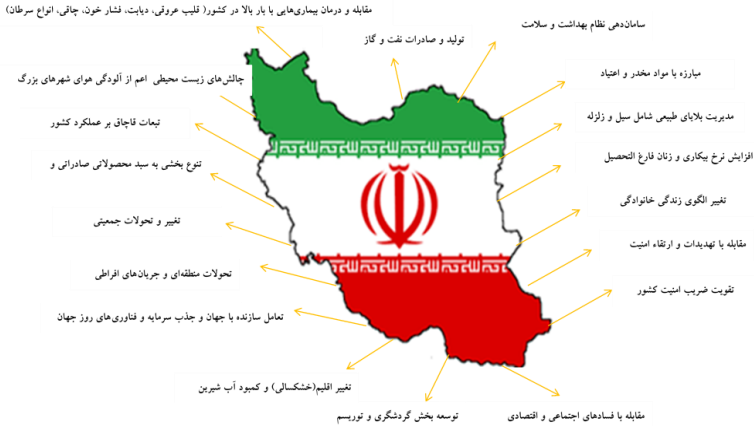 مقابله و درمان بیماری‌هایی با بار بالا در کشور( قلیب عروقی، دیابت، فشار خون، چاقی، انواع سرطان)
سامان‌دهی نظام بهداشت و سلامت
تولید و صادرات نفت و گاز
مبارزه با مواد مخدر و اعتیاد
چالش‌های زیست محیطی اعم از آلودگی هوای شهرهای بزرگ
مدیریت بلایای طبیعی شامل سیل و زلزله
تبعات قاچاق بر عملکرد کشور
افزایش نرخ بیکاری و زنان فارغ التحصیل
تنوع بخشی به سبد محصولاتی صادراتی و
تغییر الگوی زندگی خانوادگی
تغییر و تحولات جمعیتی
مقابله با تهدیدات و ارتقاء امنیت
تحولات منطقه‌ای و جریان‌های افراطی
تقویت ضریب امنیت کشور
تعامل سازنده با جهان و جذب سرمایه و فناوری‌های روز جهان
تغییر اقلیم(خشکسالی) و کمبود آب شیرین
مقابله با فسادهای اجتماعی و اقتصادی
توسعه بخش گردشگری و توریسم